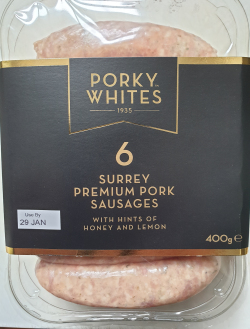 PORKY
WHITES
1935
6
SURREY
PREMIUM PORK
SAUSAGES
WITH HINTS OF
HONEY AND LEMON
Use By
29 JAN
400g